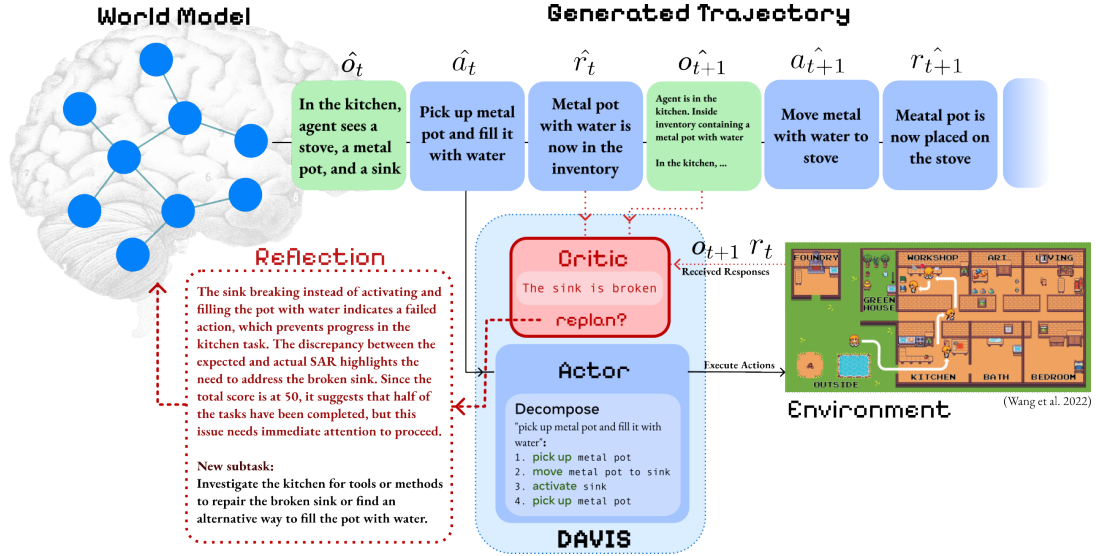 World Model
Generated Trajectory
ô_t
â_t
r̂_t
ô_{t+1}
â_{t+1}
r̂_{t+1}
In the kitchen,
agent sees a
stove, a metal
pot, and a sink
Pick up metal
pot and fill it
with water
Metal pot
with water is
now in the
inventory
Agent is in the
kitchen. Inside
inventory containing a
metal pot with water
In the kitchen, ...
Move metal
with water to
stove
Meatal pot is
now placed on
the stove
Reflection
The sink breaking instead of activating and
filling the pot with water indicates a failed
action, which prevents progress in the
kitchen task. The discrepancy between the
expected and actual SAR highlights the
need to address the broken sink. Since the
total score is at 50, it suggests that half of
the tasks have been completed, but this
issue needs immediate attention to proceed.
New subtask:
Investigate the kitchen for tools or methods
to repair the broken sink or find an
alternative way to fill the pot with water.
Critic
The sink is broken
replan?
o_{t+1} r_t
Received Responses
Actor
Execute Actions
Decompose
"pick up metal pot and fill it with
water":
1. pick up metal pot
2. move metal pot to sink
3. activate sink
4. pick up metal pot
DAVIS
FOUNDRY
WORKSHOP
ART
LIVING
GREEN
HOUSE
KITCHEN
BATH
BEDROOM
OUTSIDE
Environment
(Wang et al. 2022)